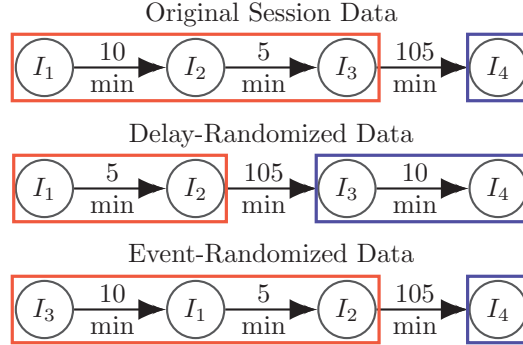 Original Session Data
I₁ 10 min I₂ 5 min I₃ 105 min I₄
Delay-Randomized Data
I₁ 5 min I₂ 105 min I₃ 10 min I₄
Event-Randomized Data
I₃ 10 min I₁ 5 min I₂ 105 min I₄